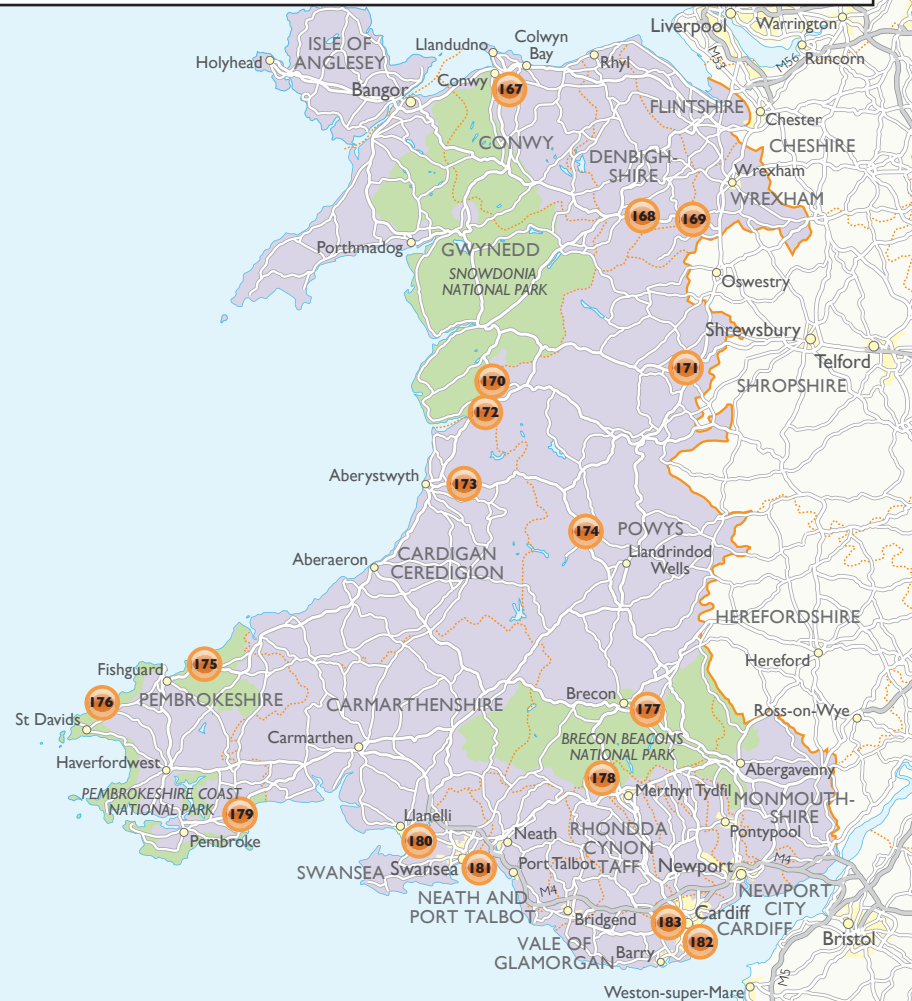 Liverpool
Warrington
ISLE OF
ANGLESEY
Llandudno
Colwyn
Bay
M53
M56
Runcorn
Holyhead
Rhyl
Conwy
Bangor
167
FLINTSHIRE
Chester
CONWY
CHESHIRE
DENBIGH-
SHIRE
Wrexham
WREXHAM
168
169
Porthmadog
GWYNEDD
SNOWDONIA
NATIONAL PARK
Oswestry
Shrewsbury
Telford
171
170
SHROPSHIRE
172
Aberystwyth
173
174
POWYS
Llandrindod
Wells
Aberaeron
CARDIGAN
CEREDIGION
HEREFORDSHIRE
Hereford
175
Fishguard
176
PEMBROKESHIRE
CARMARTHENSHIRE
Brecon
177
Ross-on-Wye
St Davids
Carmarthen
BRECON BEACONS
NATIONAL PARK
Haverfordwest
178
Abergavenny
PEMBROKESHIRE COAST
NATIONAL PARK
Merthyr Tydfil
MONMOUTH-
SHIRE
179
Llanelli
Pembroke
180
Neath
RHONDDA
CYNON
TAFF
Pontypool
SWANSEA
Swansea
181
Port Talbot
Newport
M4
M4
NEATH AND
PORT TALBOT
NEWPORT
CITY
Bridgend
183
Cardiff
CARDIFF
182
Bristol
VALE OF
GLAMORGAN
Barry
M5
Weston-super-Mare